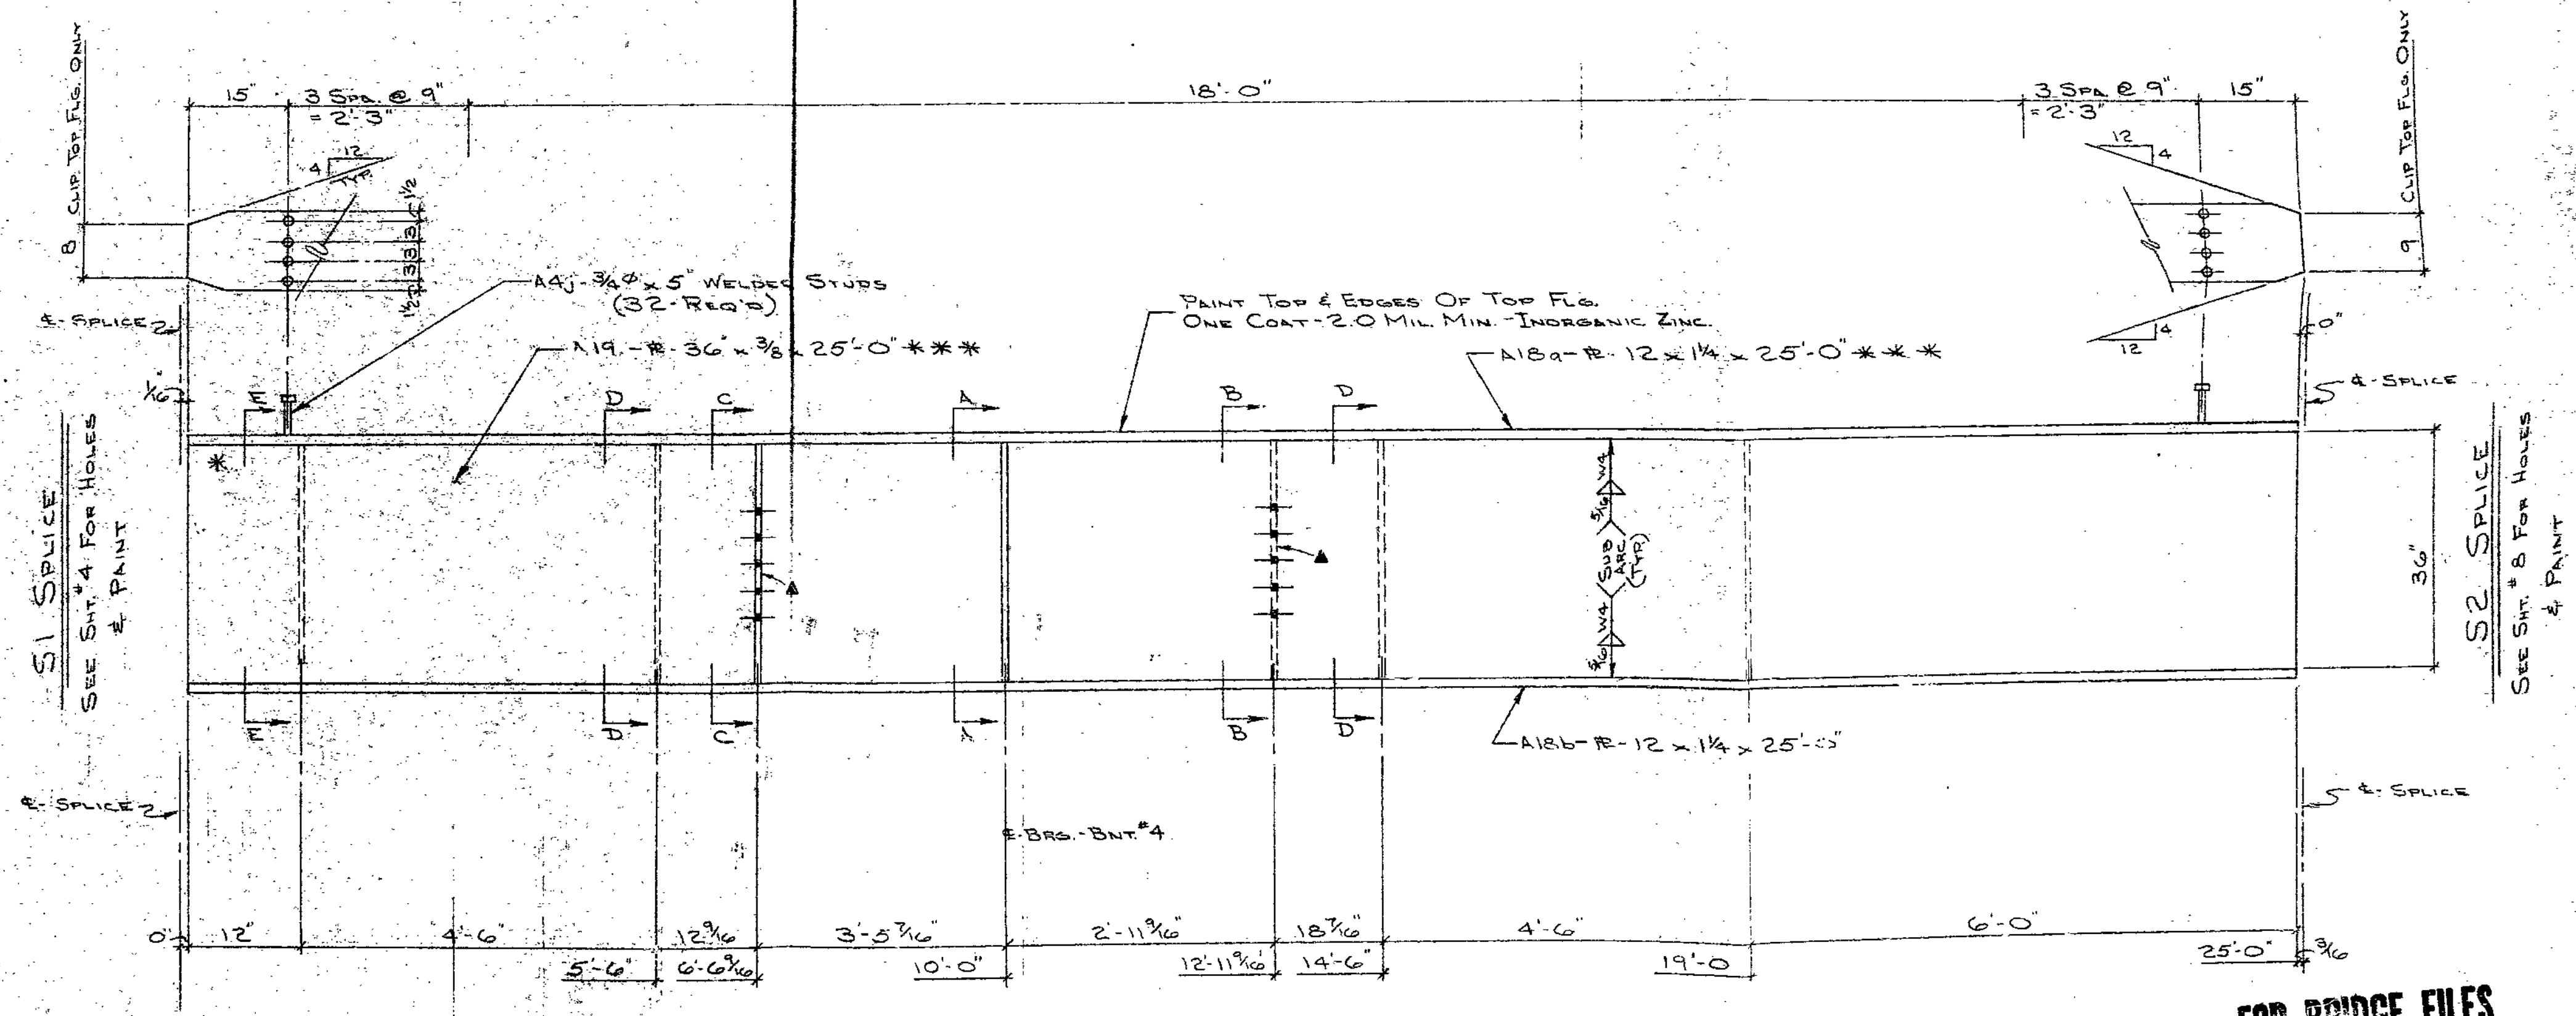 CLIP TOP FLG. ONLY
8
15"
3 SPA. @ 9"
= 2'-3"
18'-0"
3 SPA @ 9"
= 2'-3"
15"
CLIP TOP FLG. ONLY
9
12
4
TYP.
1½
3
3
3
1½
12
4
12
4
A4j-¾φ x 5" WELDED STUDS
(32-REQ'D)
PAINT TOP & EDGES OF TOP FLG.
ONE COAT-2.0 MIL. MIN.-INORGANIC ZINC.
A19-℄-36" x ⅜ x 25'-0" ***
A18a-℄-12 x 1¼ x 25'-0" ***
℄-SPLICE
1/16"
0"
℄-SPLICE
E
D
C
A
B
D
*
S1 SPLICE
SEE SHT. #4 FOR HOLES
& PAINT
▲
▲
5/16
W4
SUB
ARC
(TYP.)
5/16
W4
36"
S2 SPLICE
SEE SHT. #8 FOR HOLES
& PAINT
E
D
C
B
D
A18b-℄-12 x 1¼ x 25'-0"
℄-SPLICE
℄-SPLICE
℄-BRG.-BNT.#4
0"
12"
4'-6"
12 9/16
3'-5 7/16"
2'-11 9/16"
18 7/16"
4'-6"
6'-0"
5'-6"
6'-6 9/16
10'-0"
12'-11 9/16"
14'-6"
19'-0
25'-0"
3/16
FOR BRIDGE FILES